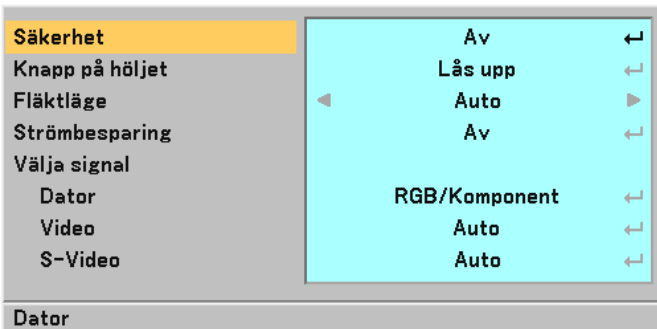 Säkerhet Av
Knapp på höljet Lås upp
Fläktläge Auto
Strömbesparing Av
Välja signal
Dator RGB/Komponent
Video Auto
S-Video Auto
Dator